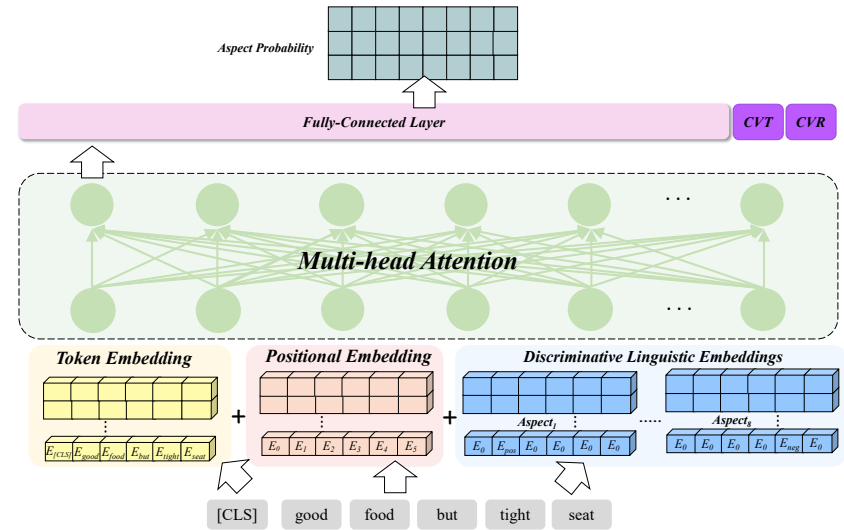 Aspect Probability
Fully-Connected Layer
CVT
CVR
. . .
Multi-head Attention
. . .
Token Embedding
Positional Embedding
Discriminative Linguistic Embeddings
+
+
Aspect1
.....
Aspect8
E[CLS] Egood Efood Ebut Etight Eseat
E0 E1 E2 E3 E4 E5
E0 Epos E0 E0 E0 E0
E0 E0 E0 E0 Eneg E0
[CLS] good food but tight seat